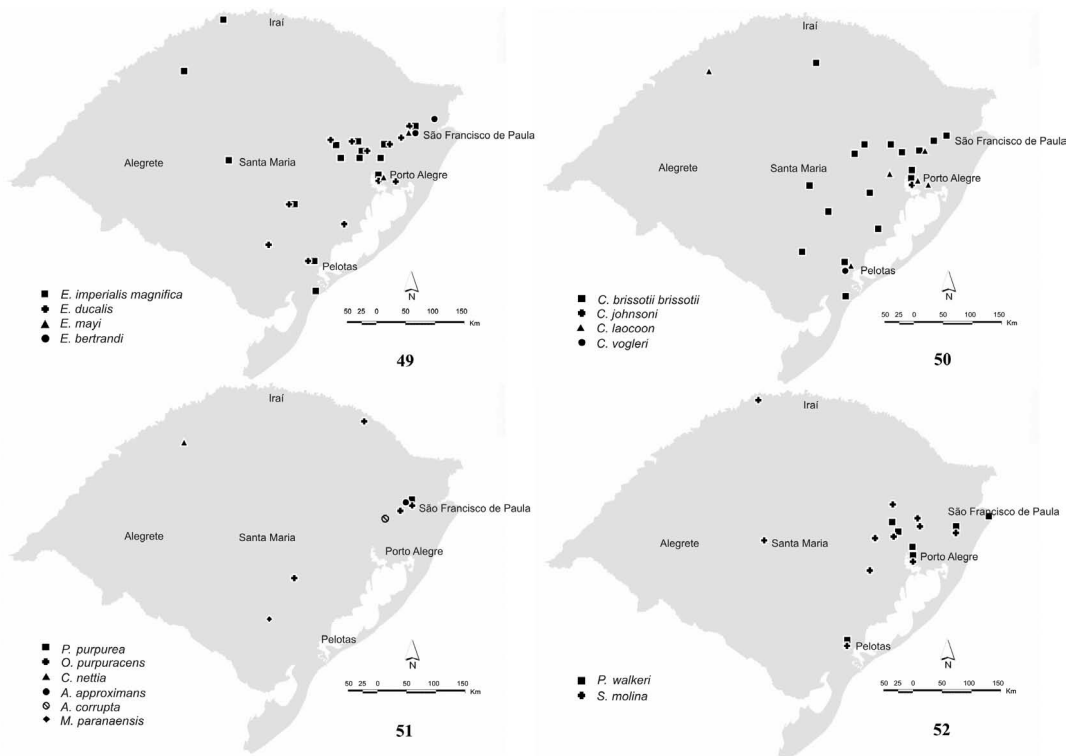 Iraí
Alegrete
Santa Maria
São Francisco de Paula
Porto Alegre
Pelotas
E. imperialis magnifica
E. ducalis
E. mayi
E. bertrandi
N
50 25 0 50 100 150
Km
49
Iraí
Alegrete
Santa Maria
São Francisco de Paula
Porto Alegre
Pelotas
C. brissotii brissotii
C. johnsoni
C. laocoon
C. vogleri
N
50 25 0 50 100 150
Km
50
Iraí
Alegrete
Santa Maria
São Francisco de Paula
Porto Alegre
Pelotas
P. purpurea
O. purpuracens
C. nettia
A. approximans
A. corrupta
M. paranaensis
N
50 25 0 50 100 150
Km
51
Iraí
Alegrete
Santa Maria
São Francisco de Paula
Porto Alegre
Pelotas
P. walkeri
S. molina
N
50 25 0 50 100 150
Km
52